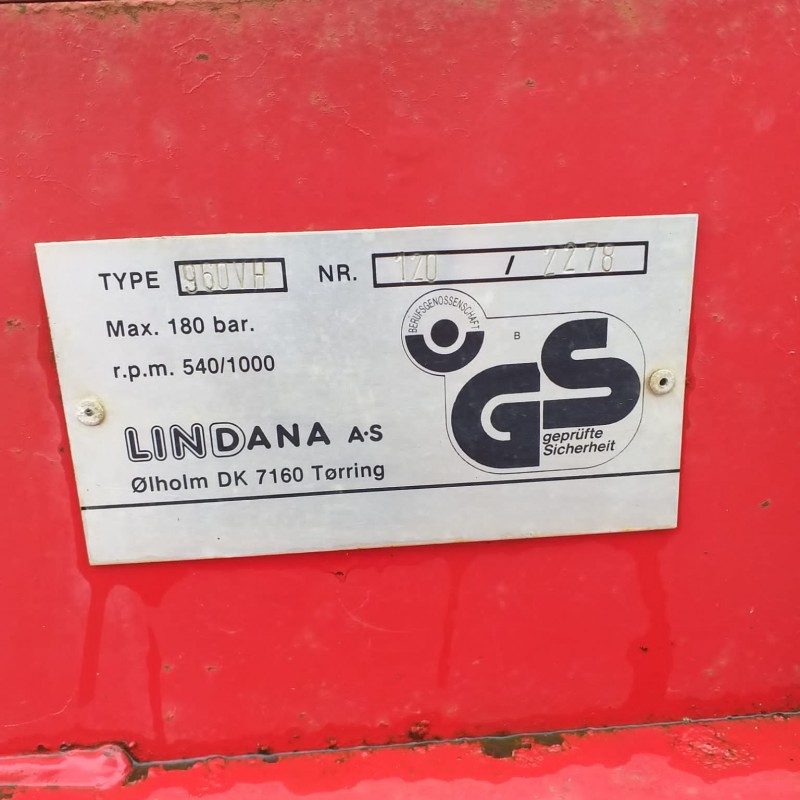 TYPE 960VH NR. 120 / 2278
Max. 180 bar.
r.p.m. 540/1000
LINDANA A·S
Ølholm DK 7160 Tørring
BERUFSGENOSSENSCHAFT
B
GS
geprüfte
Sicherheit